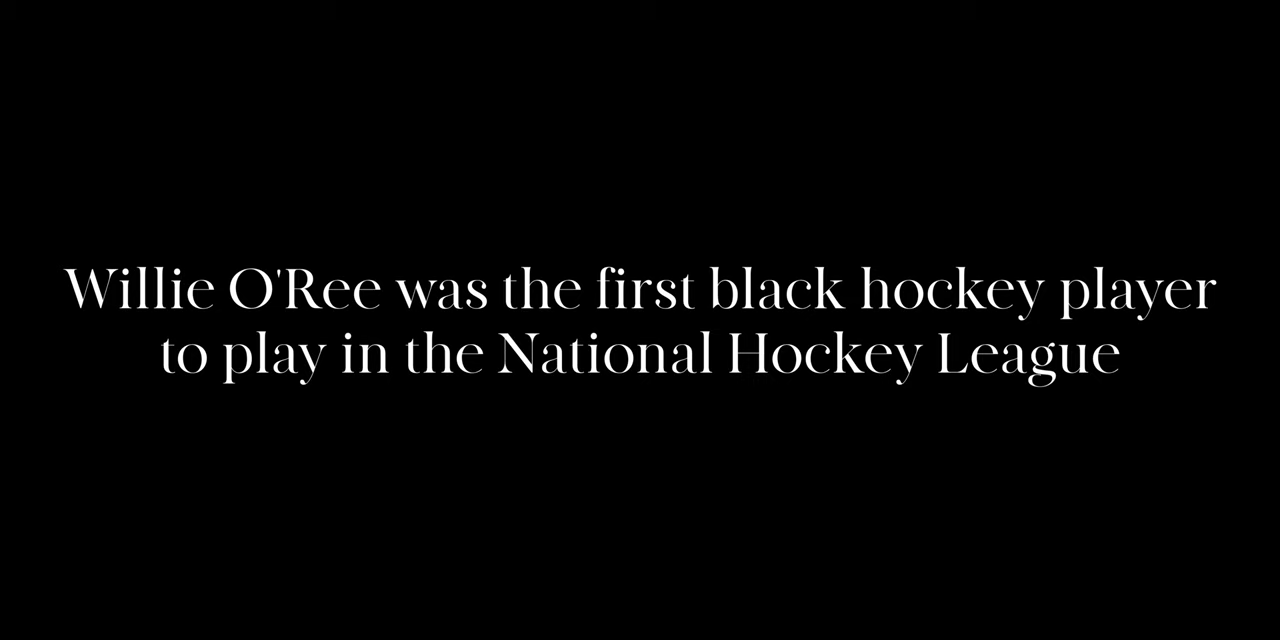 Willie O'Ree was the first black hockey player
to play in the National Hockey League